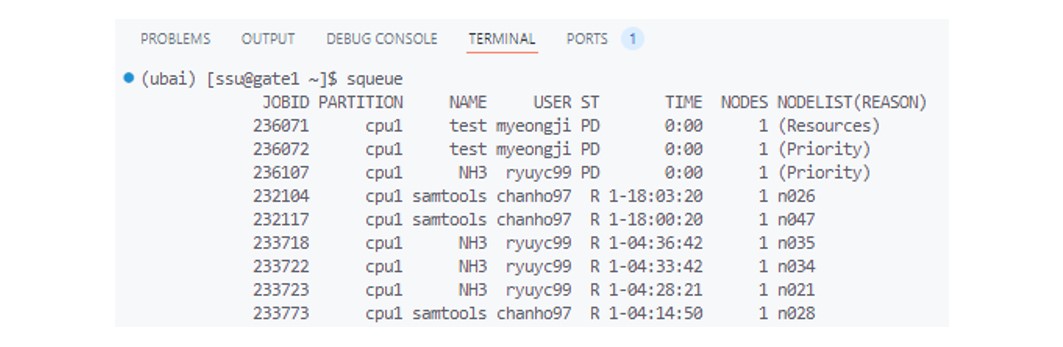 PROBLEMS OUTPUT DEBUG CONSOLE TERMINAL PORTS 1
(ubai) [ssu@gate1 ~]$ squeue
JOBID PARTITION NAME USER ST TIME NODES NODELIST(REASON)
236071 cpu1 test myeongji PD 0:00 1 (Resources)
236072 cpu1 test myeongji PD 0:00 1 (Priority)
236107 cpu1 NH3 ryuyc99 PD 0:00 1 (Priority)
232104 cpu1 samtools chanho97 R 1-18:03:20 1 n026
232117 cpu1 samtools chanho97 R 1-18:00:20 1 n047
233718 cpu1 NH3 ryuyc99 R 1-04:36:42 1 n035
233722 cpu1 NH3 ryuyc99 R 1-04:33:42 1 n034
233723 cpu1 NH3 ryuyc99 R 1-04:28:21 1 n021
233773 cpu1 samtools chanho97 R 1-04:14:50 1 n028